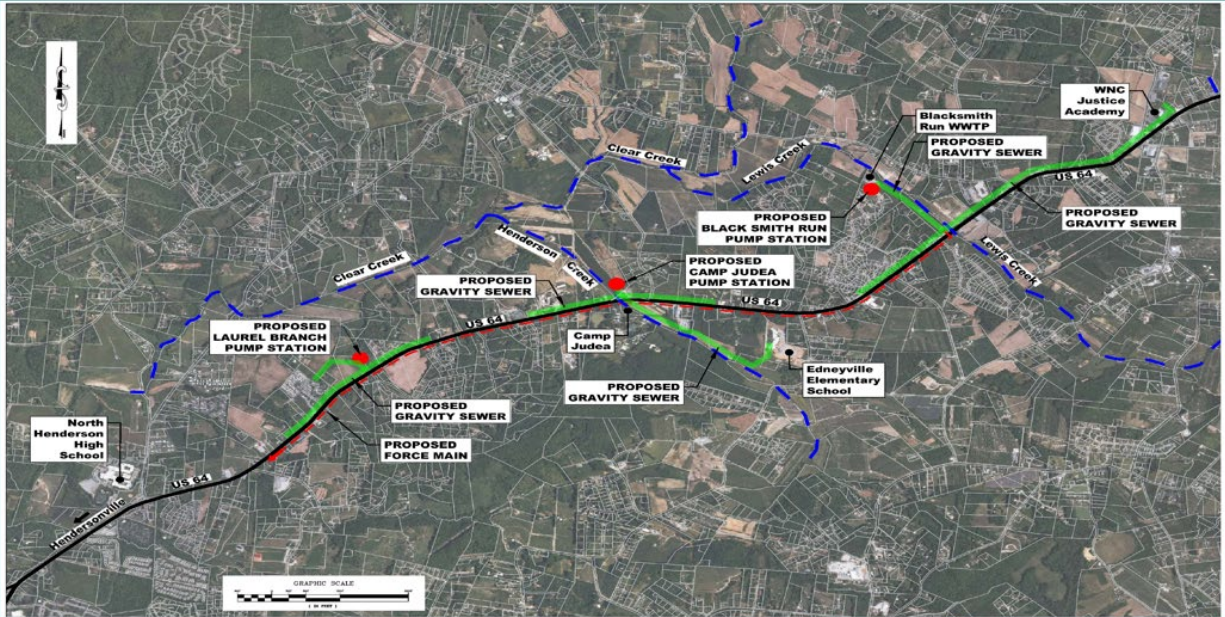 WNC
Justice
Academy
Blacksmith
Run WWTP
PROPOSED
GRAVITY SEWER
Clear Creek
Lewis Creek
US 64
PROPOSED
GRAVITY SEWER
PROPOSED
BLACK SMITH RUN
PUMP STATION
Lewis Creek
Henderson Creek
PROPOSED
CAMP JUDEA
PUMP STATION
Clear Creek
PROPOSED
GRAVITY SEWER
US 64
US 64
PROPOSED
LAUREL BRANCH
PUMP STATION
Camp
Judea
Edneyville
Elementary
School
PROPOSED
GRAVITY SEWER
PROPOSED
GRAVITY SEWER
North
Henderson
High
School
PROPOSED
FORCE MAIN
US 64
Hendersonville
GRAPHIC SCALE